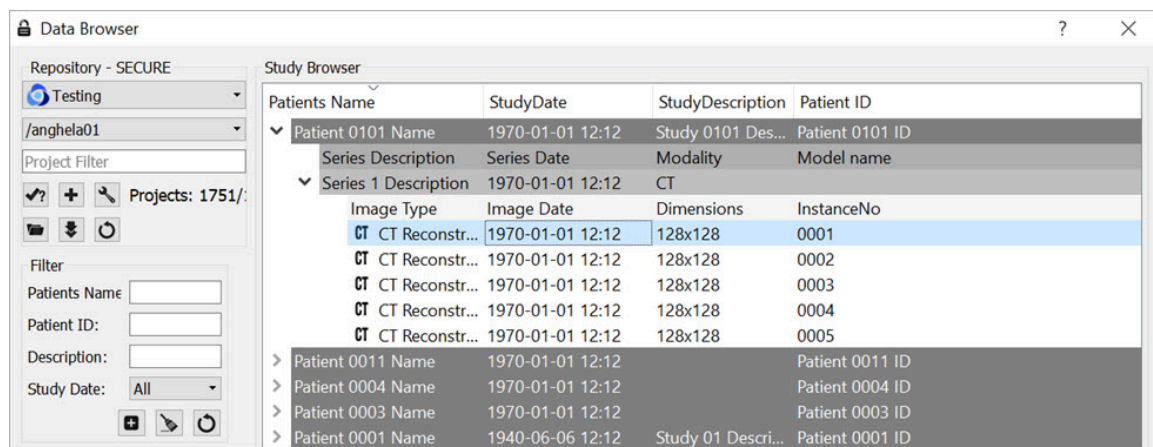 Data Browser ?
Repository - SECURE
Testing
/anghela01
Project Filter
Projects: 1751/
Filter
Patients Name
Patient ID:
Description:
Study Date: All
Study Browser
Patients Name StudyDate StudyDescription Patient ID
Patient 0101 Name 1970-01-01 12:12 Study 0101 Des... Patient 0101 ID
Series Description Series Date Modality Model name
Series 1 Description 1970-01-01 12:12 CT
Image Type Image Date Dimensions InstanceNo
CT CT Reconstr... 1970-01-01 12:12 128x128 0001
CT CT Reconstr... 1970-01-01 12:12 128x128 0002
CT CT Reconstr... 1970-01-01 12:12 128x128 0003
CT CT Reconstr... 1970-01-01 12:12 128x128 0004
CT CT Reconstr... 1970-01-01 12:12 128x128 0005
Patient 0011 Name 1970-01-01 12:12 Patient 0011 ID
Patient 0004 Name 1970-01-01 12:12 Patient 0004 ID
Patient 0003 Name 1970-01-01 12:12 Patient 0003 ID
Patient 0001 Name 1940-06-06 12:12 Study 01 Descri... Patient 0001 ID